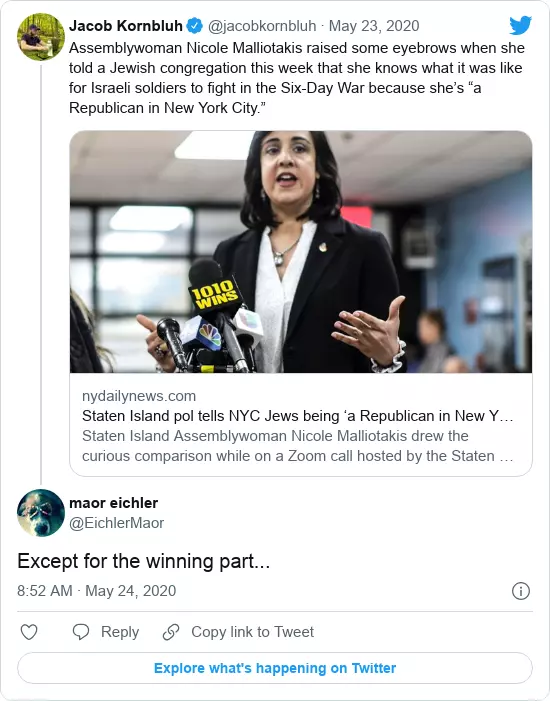 Jacob Kornbluh @jacobkornbluh · May 23, 2020
Assemblywoman Nicole Malliotakis raised some eyebrows when she
told a Jewish congregation this week that she knows what it was like
for Israeli soldiers to fight in the Six-Day War because she’s “a
Republican in New York City.”
1010
WINS
nydailynews.com
Staten Island pol tells NYC Jews being ‘a Republican in New Y…
Staten Island Assemblywoman Nicole Malliotakis drew the
curious comparison while on a Zoom call hosted by the Staten …
maor eichler
@EichlerMaor
Except for the winning part...
8:52 AM · May 24, 2020
Reply
Copy link to Tweet
Explore what's happening on Twitter